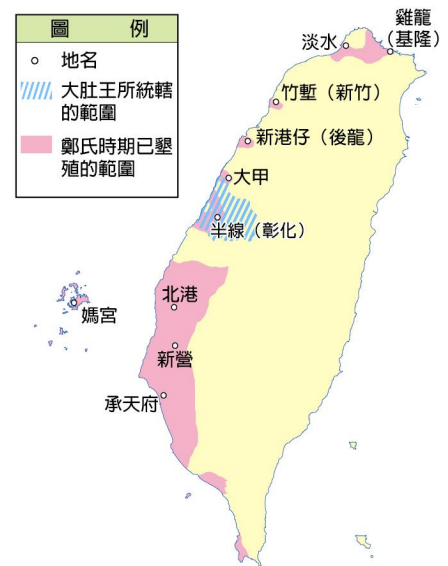 圖 例
地名
大肚王所統轄
的範圍
鄭氏時期已墾
殖的範圍
雞籠
(基隆)
淡水
竹塹（新竹）
新港仔（後龍）
大甲
半線（彰化）
北港
媽宮
新營
承天府